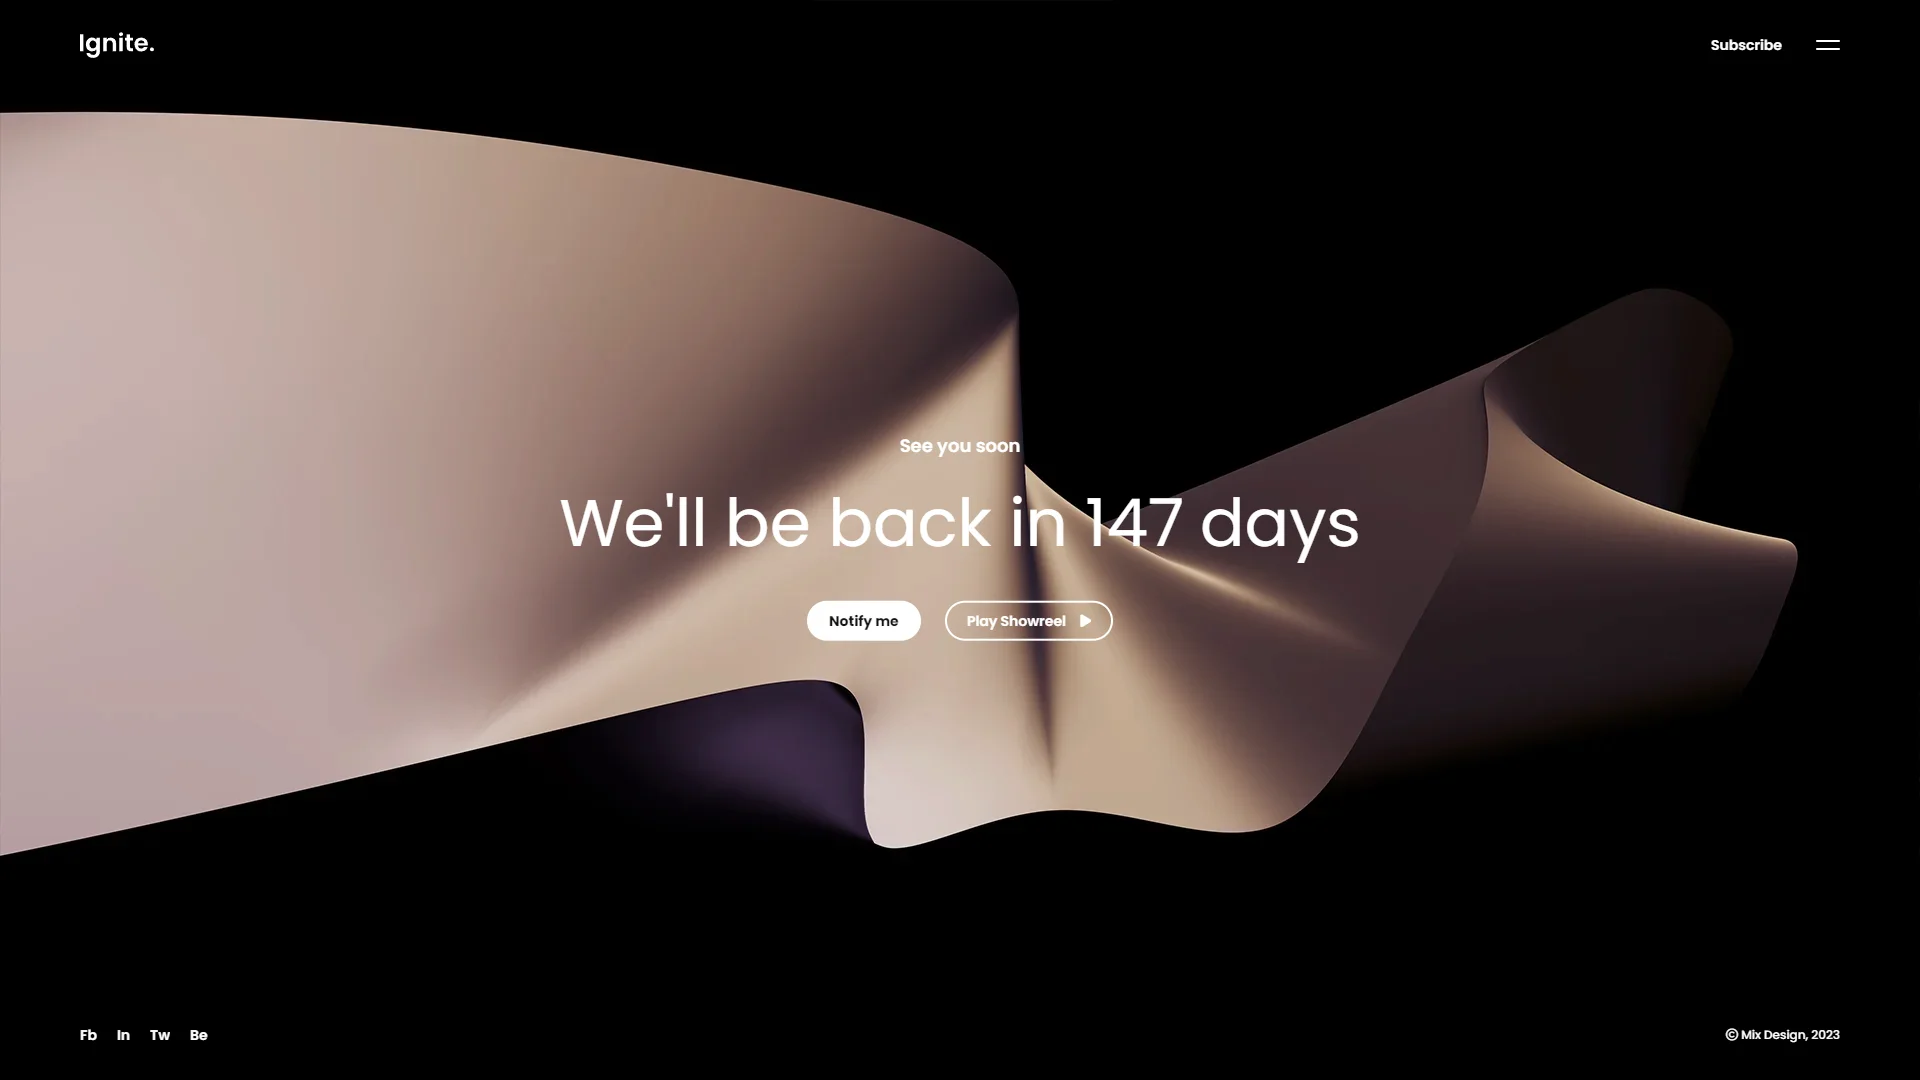 Ignite.
Subscribe
See you soon
We'll be back in 147 days
Notify me
Play Showreel
Fb In Tw Be
© Mix Design, 2023